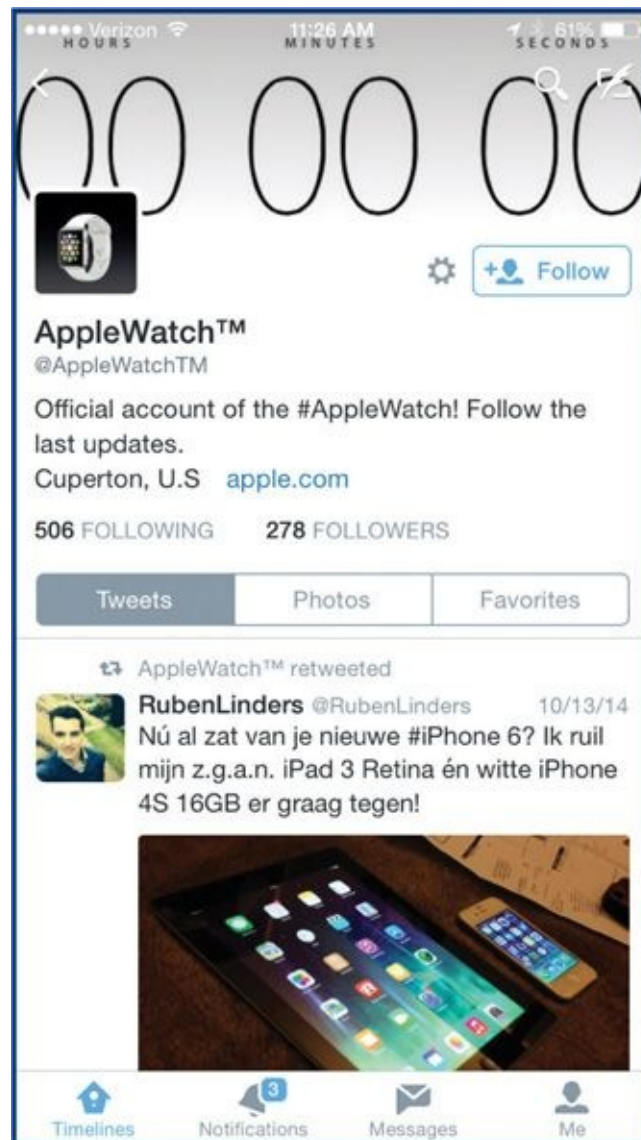 Verizon 11:26 AM 61%
HOURS MINUTES SECONDS
00 00 00
Follow
AppleWatch™
@AppleWatchTM
Official account of the #AppleWatch! Follow the
last updates.
Cuperton, U.S apple.com
506 FOLLOWING 278 FOLLOWERS
Tweets Photos Favorites
AppleWatch™ retweeted
RubenLinders @RubenLinders 10/13/14
Nú al zat van je nieuwe #iPhone 6? Ik ruil
mijn z.g.a.n. iPad 3 Retina én witte iPhone
4S 16GB er graag tegen!
3
Timelines Notifications Messages Me